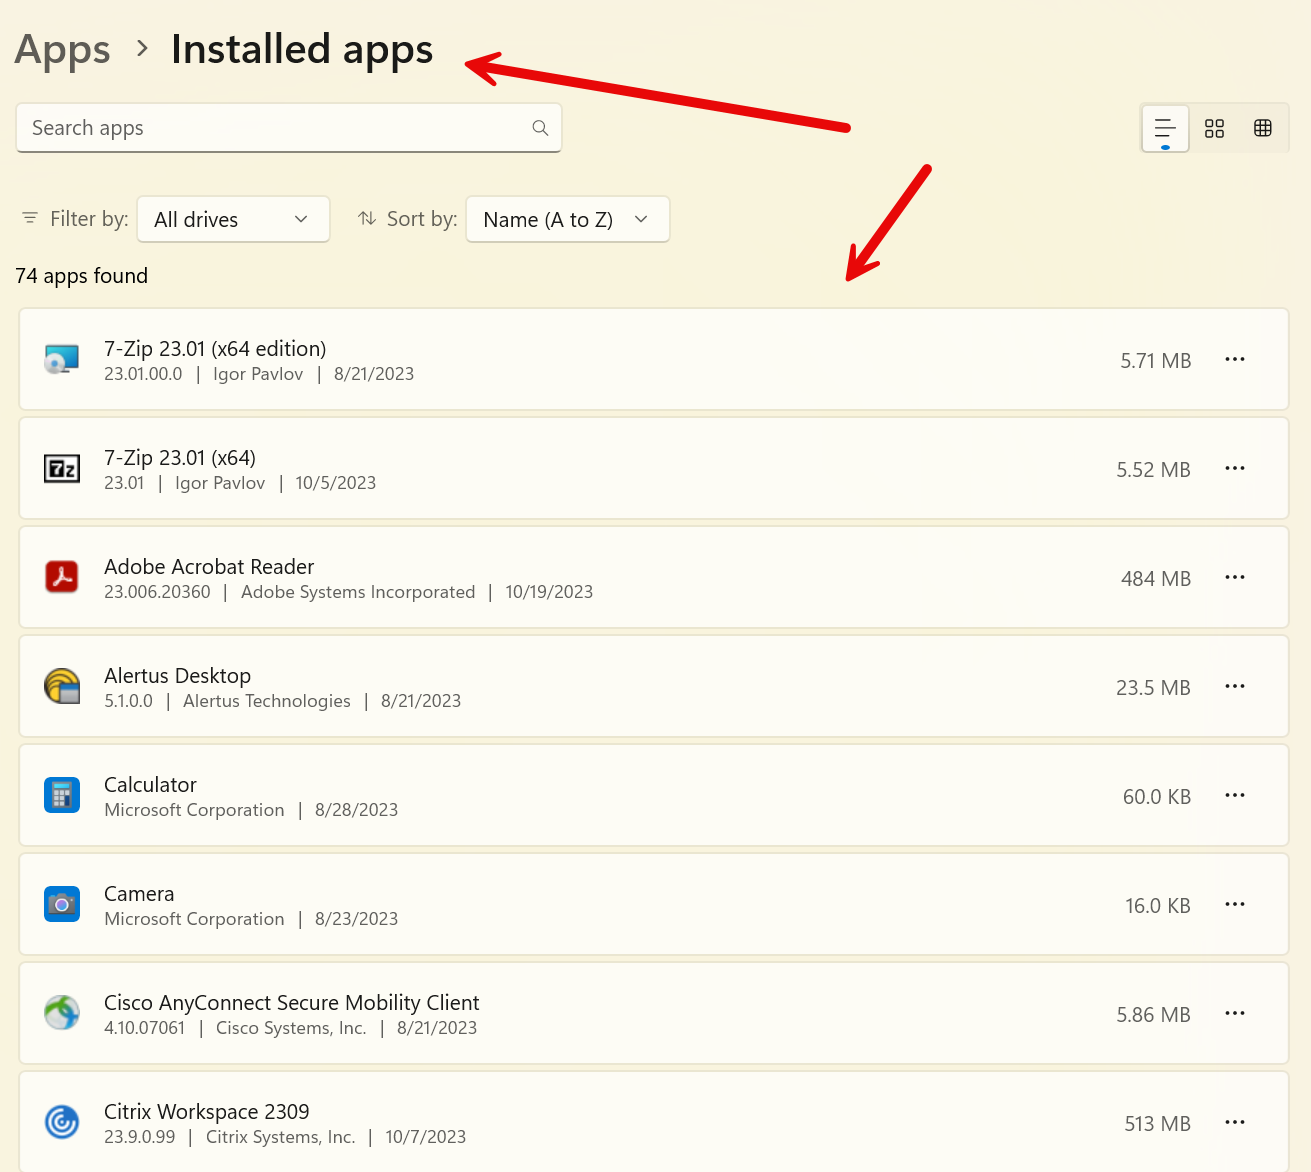 Apps > Installed apps
Search apps
Filter by: All drives Sort by: Name (A to Z)
74 apps found
7-Zip 23.01 (x64 edition)
23.01.00.0 | Igor Pavlov | 8/21/2023
5.71 MB
7z
7-Zip 23.01 (x64)
23.01 | Igor Pavlov | 10/5/2023
5.52 MB
Adobe Acrobat Reader
23.006.20360 | Adobe Systems Incorporated | 10/19/2023
484 MB
Alertus Desktop
5.1.0.0 | Alertus Technologies | 8/21/2023
23.5 MB
Calculator
Microsoft Corporation | 8/28/2023
60.0 KB
Camera
Microsoft Corporation | 8/23/2023
16.0 KB
Cisco AnyConnect Secure Mobility Client
4.10.07061 | Cisco Systems, Inc. | 8/21/2023
5.86 MB
Citrix Workspace 2309
23.9.0.99 | Citrix Systems, Inc. | 10/7/2023
513 MB